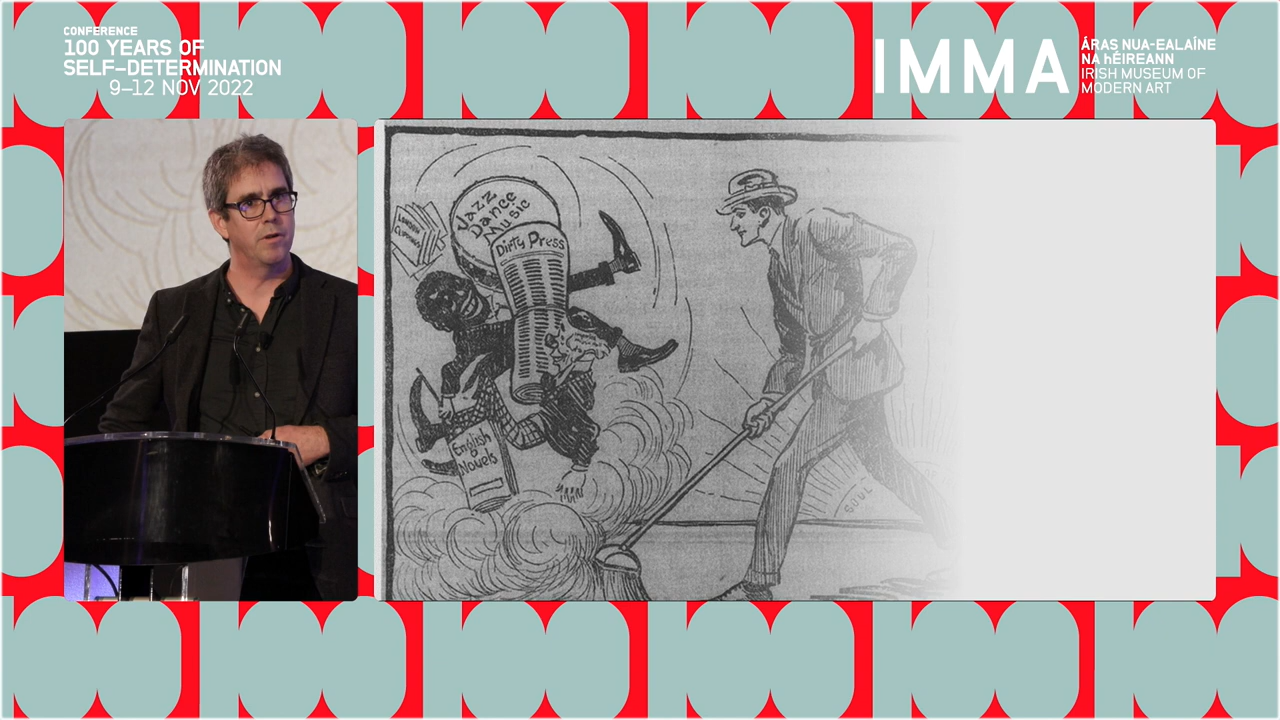 CONFERENCE
100 YEARS OF
SELF–DETERMINATION
9–12 NOV 2022
IMMA
ÁRAS NUA-EALAÍNE
NA hÉIREANN
IRISH MUSEUM OF
MODERN ART
Jazz
Dance
Music
Dirty Press
English
Novels
SOUL